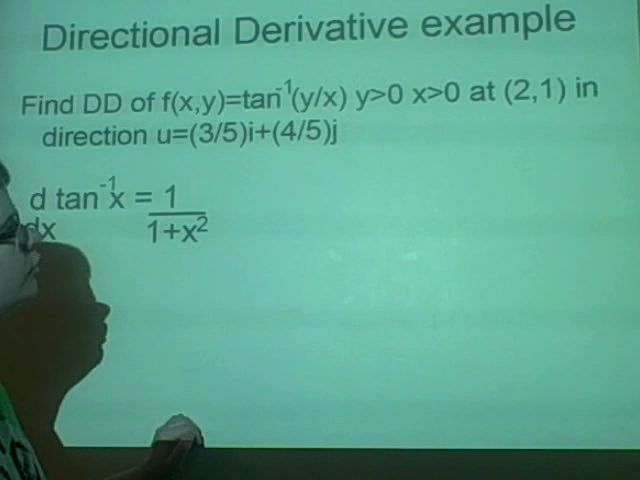 Directional Derivative example
Find DD of f(x,y)=tan⁻¹(y/x) y>0 x>0 at (2,1) in
direction u=(3/5)i+(4/5)j
d tan⁻¹x = 1
dx 1+x²